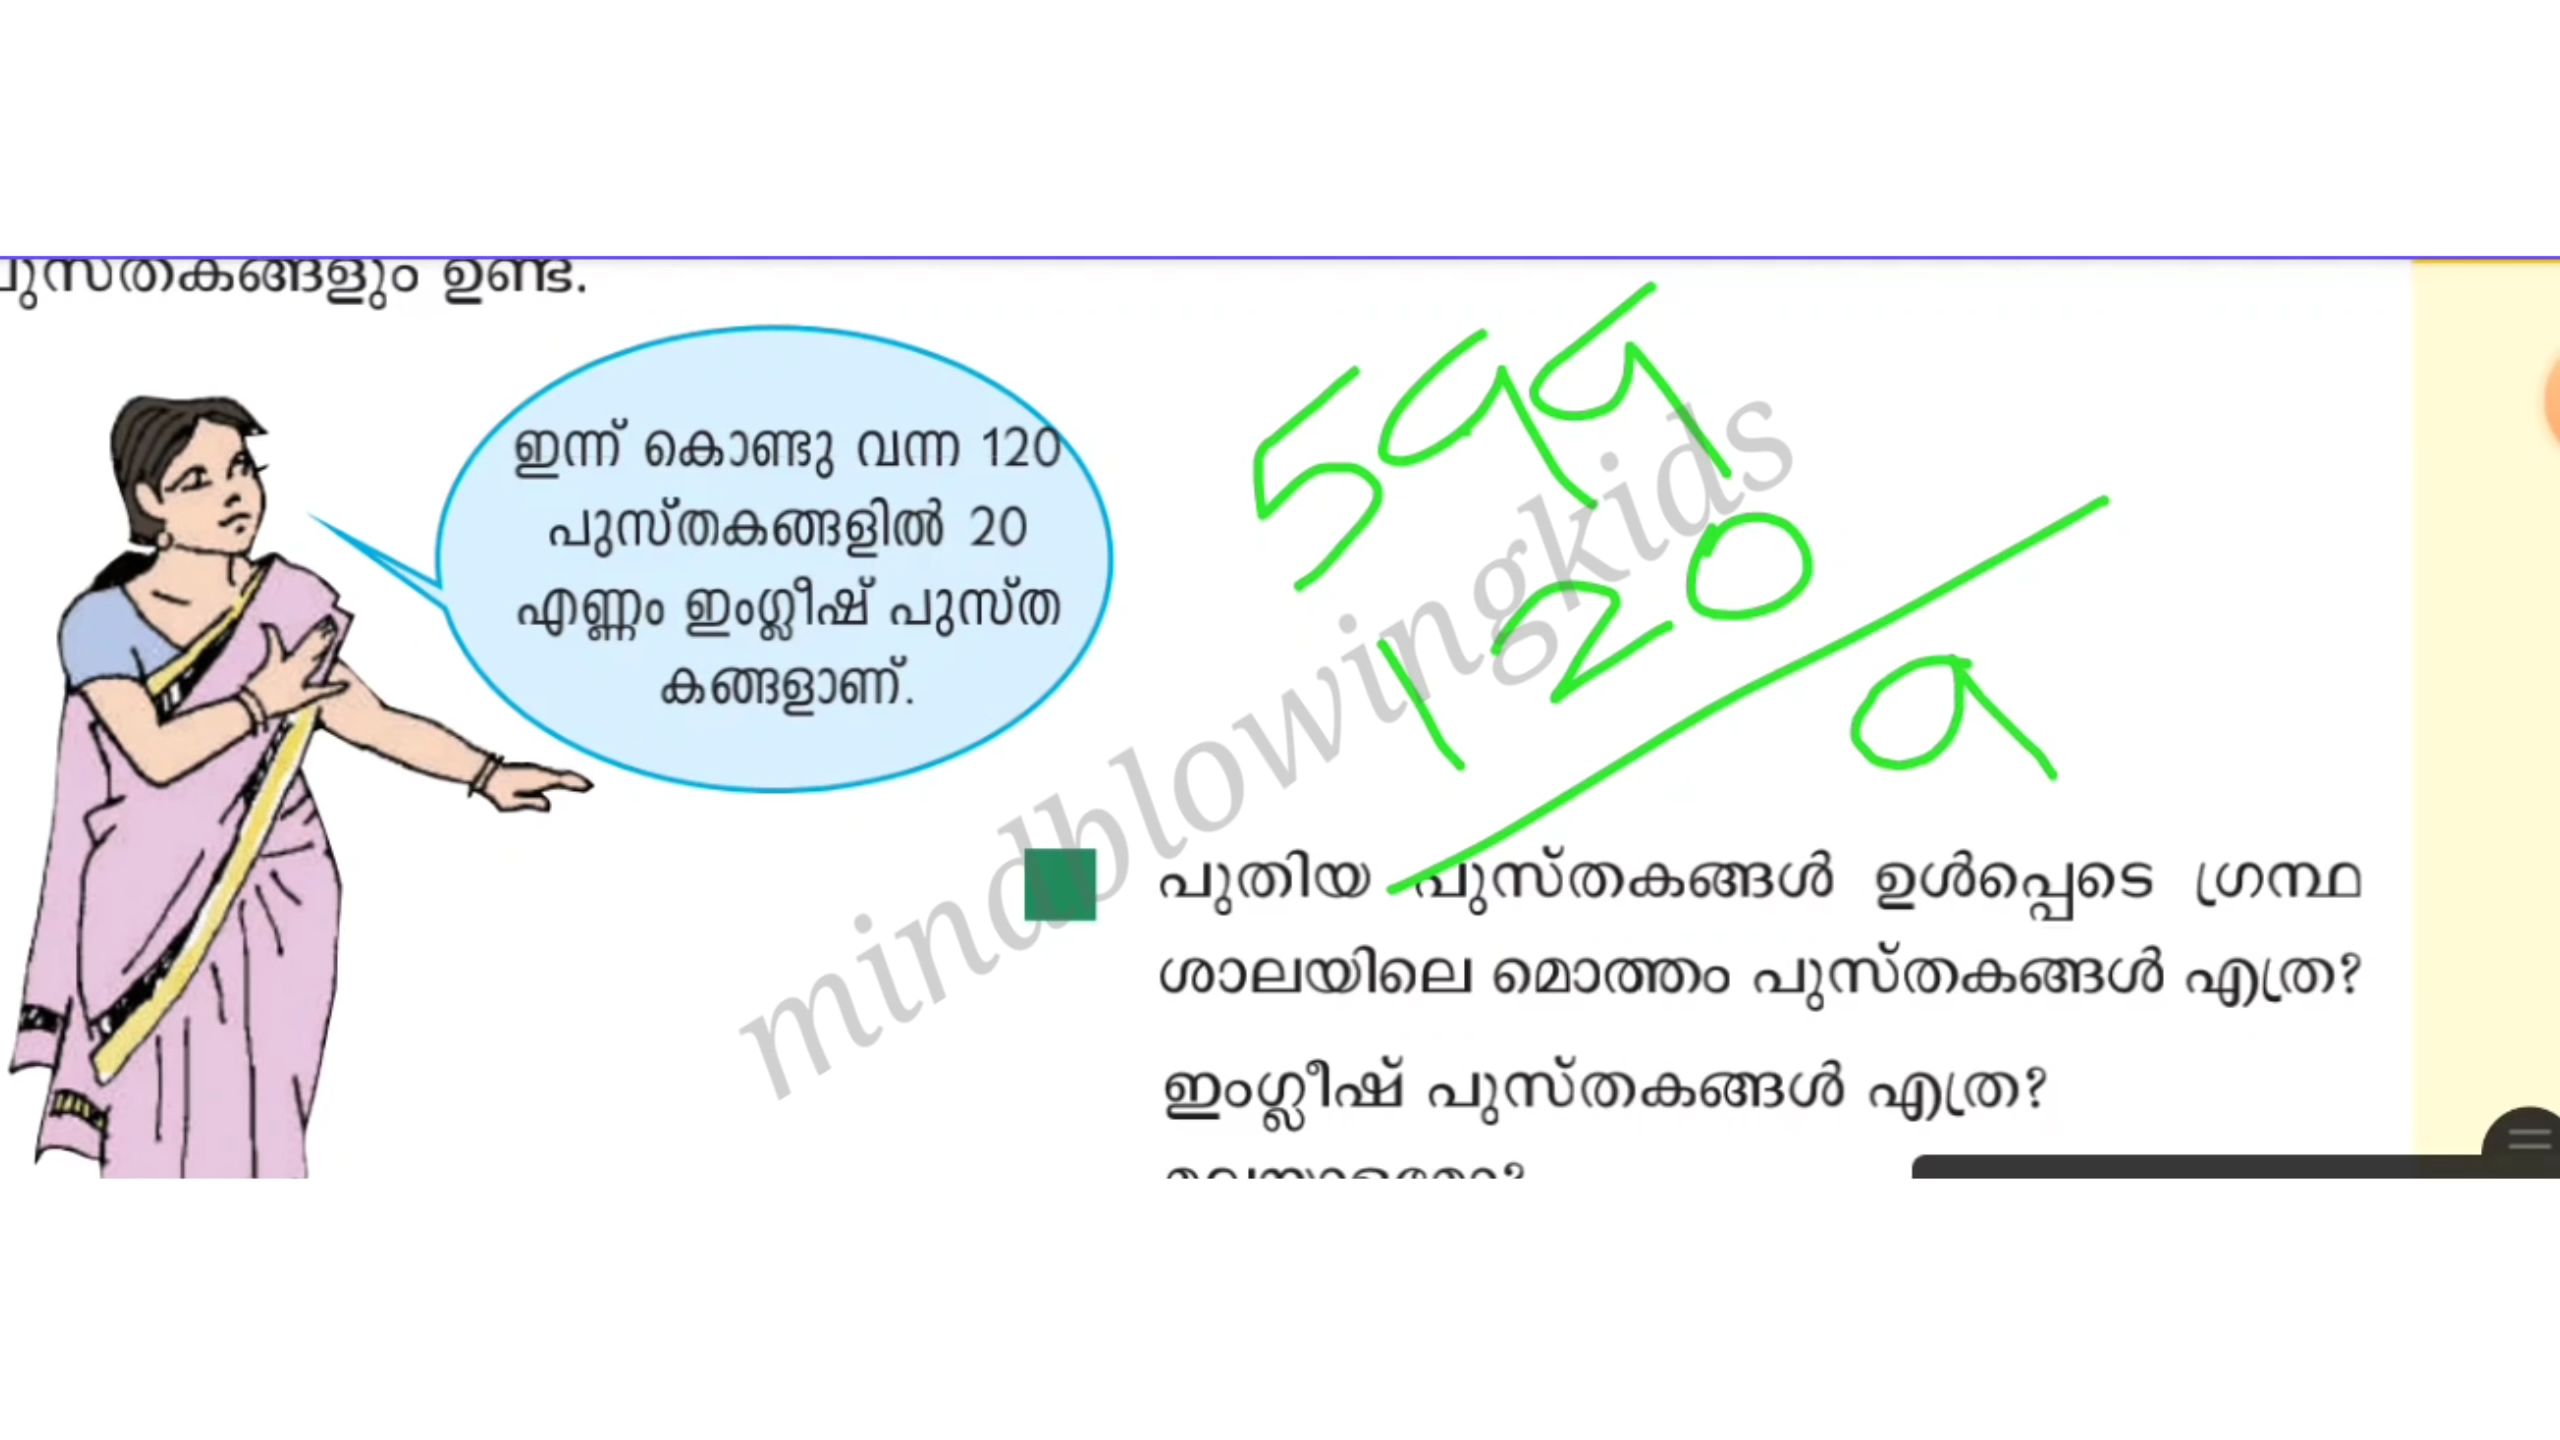 പുസ്തകങ്ങളും ഉണ്ട്.
ഇന്ന് കൊണ്ടു വന്ന 120
പുസ്തകങ്ങളിൽ 20
എണ്ണം ഇംഗ്ലീഷ് പുസ്ത
കങ്ങളാണ്.
599
120
9
mindblowingkids
പുതിയ പുസ്തകങ്ങൾ ഉൾപ്പെടെ ഗ്രന്ഥ
ശാലയിലെ മൊത്തം പുസ്തകങ്ങൾ എത്ര?
ഇംഗ്ലീഷ് പുസ്തകങ്ങൾ എത്ര?